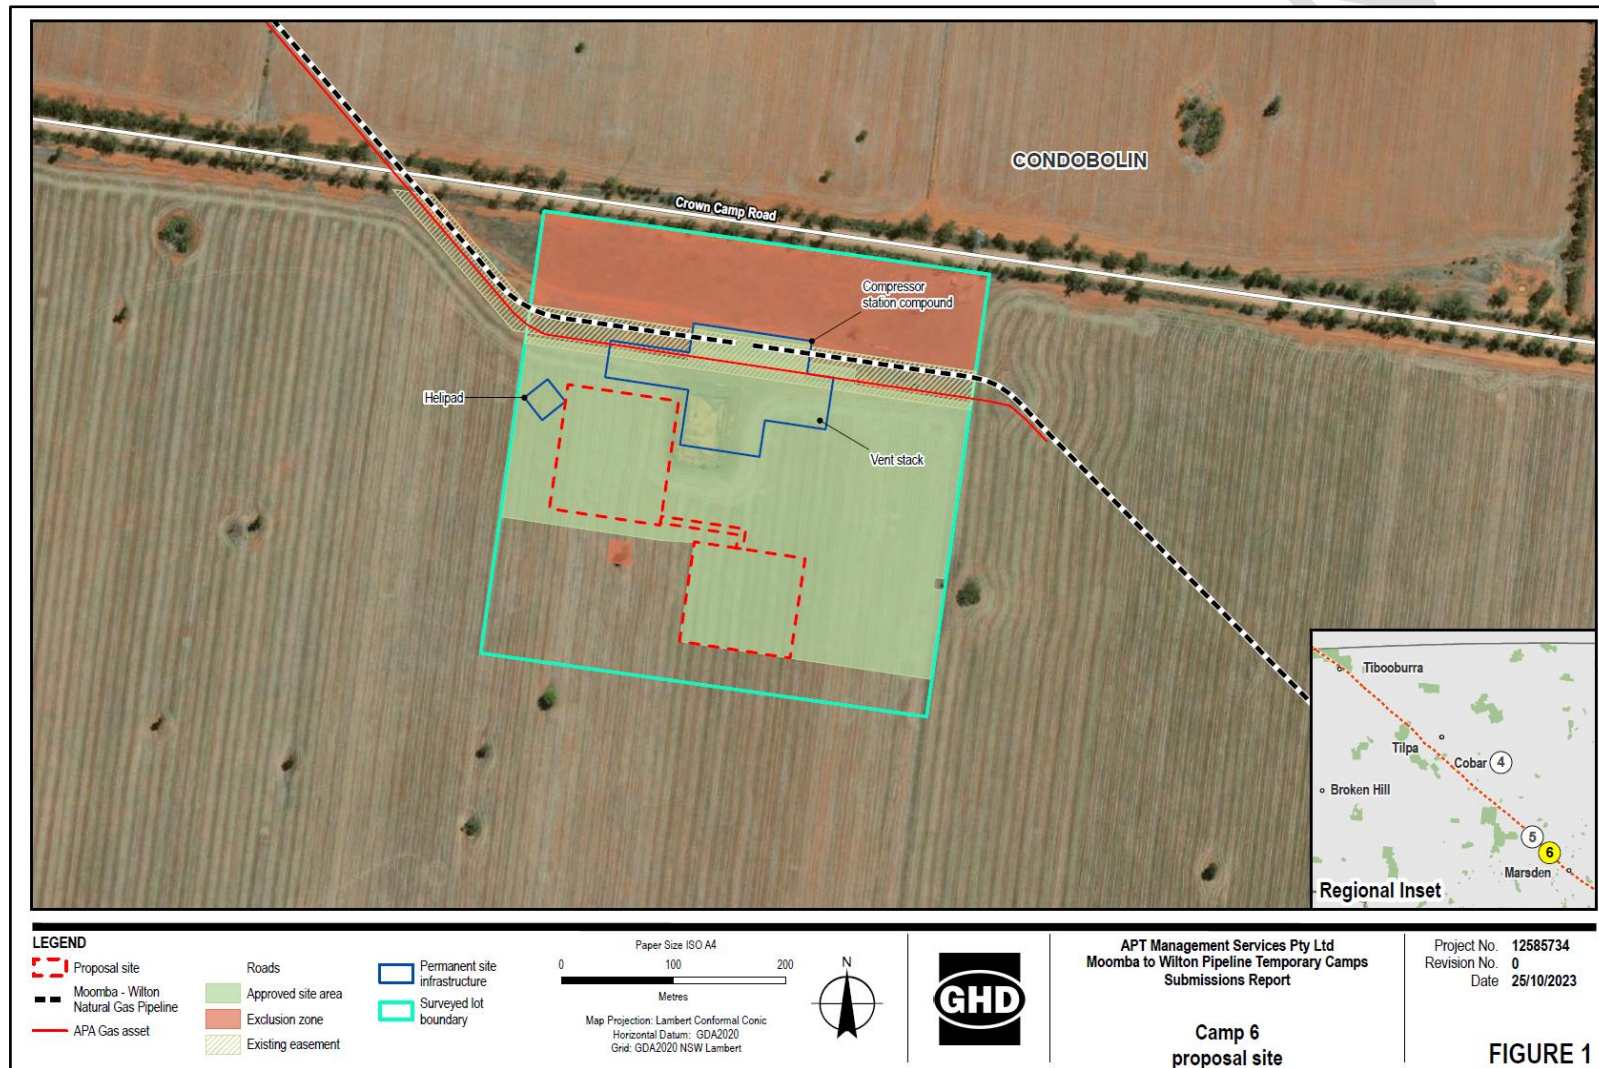 CONDOBOLIN
Crown Camp Road
Compressor
station compound
Helipad
Vent stack
Tibooburra
Tilpa
Cobar
4
Broken Hill
5
6
Marsden
Regional Inset
LEGEND
Proposal site
Moomba - Wilton
Natural Gas Pipeline
APA Gas asset
Roads
Approved site area
Exclusion zone
Existing easement
Permanent site
infrastructure
Surveyed lot
boundary
Paper Size ISO A4
0 100 200
Metres
Map Projection: Lambert Conformal Conic
Horizontal Datum: GDA2020
Grid: GDA2020 NSW Lambert
N
GHD
APT Management Services Pty Ltd
Moomba to Wilton Pipeline Temporary Camps
Submissions Report
Camp 6
proposal site
Project No. 12585734
Revision No. 0
Date 25/10/2023
FIGURE 1